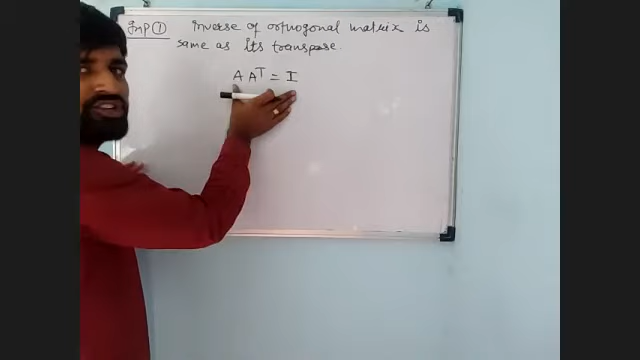 Imp ① Inverse of orthogonal matrix is
same as its transpose.
A Aᵀ = I